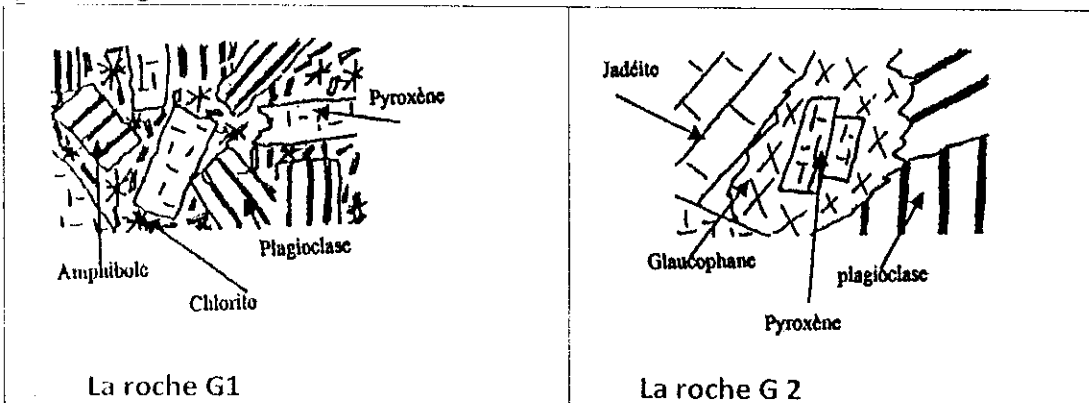 Pyroxène
Plagioclase
Amphibole
Chlorite
La roche G1
Jadéite
Glaucophane
plagioclase
Pyroxène
La roche G 2